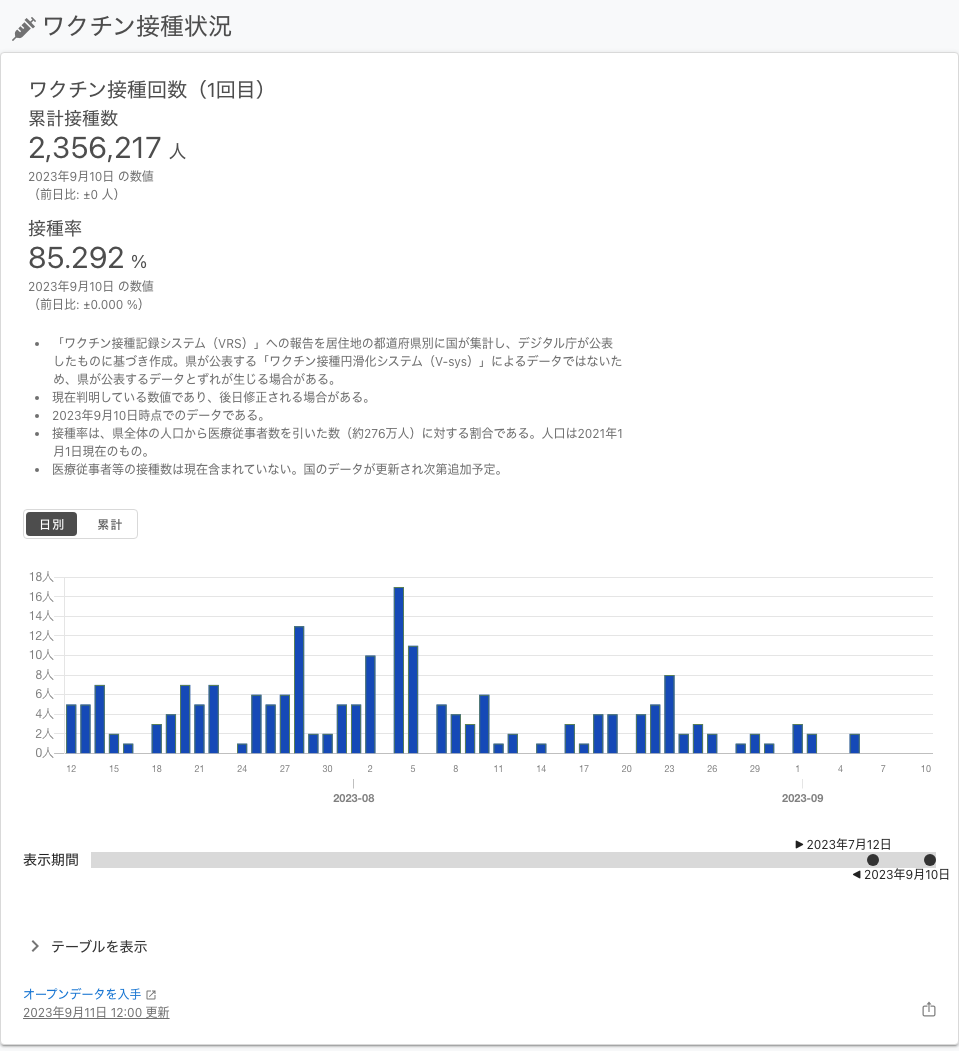 ワクチン接種状況
ワクチン接種回数（1回目）
累計接種数
2,356,217 人
2023年9月10日 の数値
（前日比: ±0 人）
接種率
85.292 %
2023年9月10日 の数値
（前日比: ±0.000 %）
• 「ワクチン接種記録システム（VRS）」への報告を居住地の都道府県別に国が集計し、デジタル庁が公表
したものに基づき作成。県が公表する「ワクチン接種円滑化システム（V-sys）」によるデータではないた
め、県が公表するデータとずれが生じる場合がある。
• 現在判明している数値であり、後日修正される場合がある。
• 2023年9月10日時点でのデータである。
• 接種率は、県全体の人口から医療従事者数を引いた数（約276万人）に対する割合である。人口は2021年1
月1日現在のもの。
• 医療従事者等の接種数は現在含まれていない。国のデータが更新され次第追加予定。
日別 累計
18人
16人
14人
12人
10人
8人
6人
4人
2人
0人
12 15 18 21 24 27 30 2 5 8 11 14 17 20 23 26 29 1 4 7 10
2023-08 2023-09
▶ 2023年7月12日
表示期間
◀ 2023年9月10日
テーブルを表示
オープンデータを入手
2023年9月11日 12:00 更新